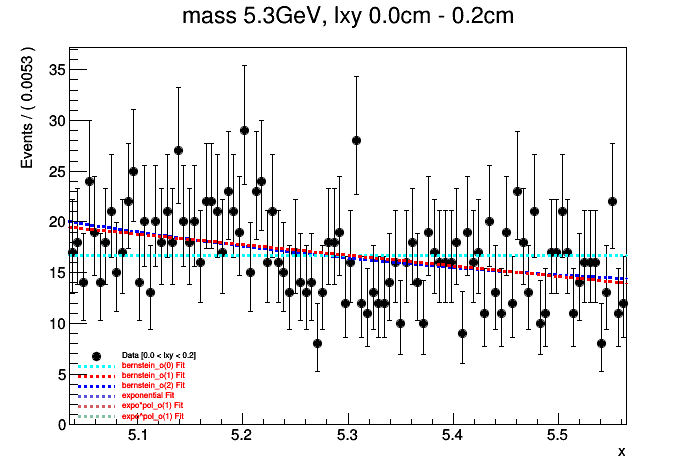 mass 5.3GeV, lxy 0.0cm - 0.2cm
Events / ( 0.0053 )
35
30
25
20
15
10
5
0
Data [0.0 < lxy < 0.2]
bernstein_o(0) Fit
bernstein_o(1) Fit
bernstein_o(2) Fit
exponential Fit
expo*pol_o(1) Fit
expo*pol_o(1) Fit
5.1 5.2 5.3 5.4 5.5
x